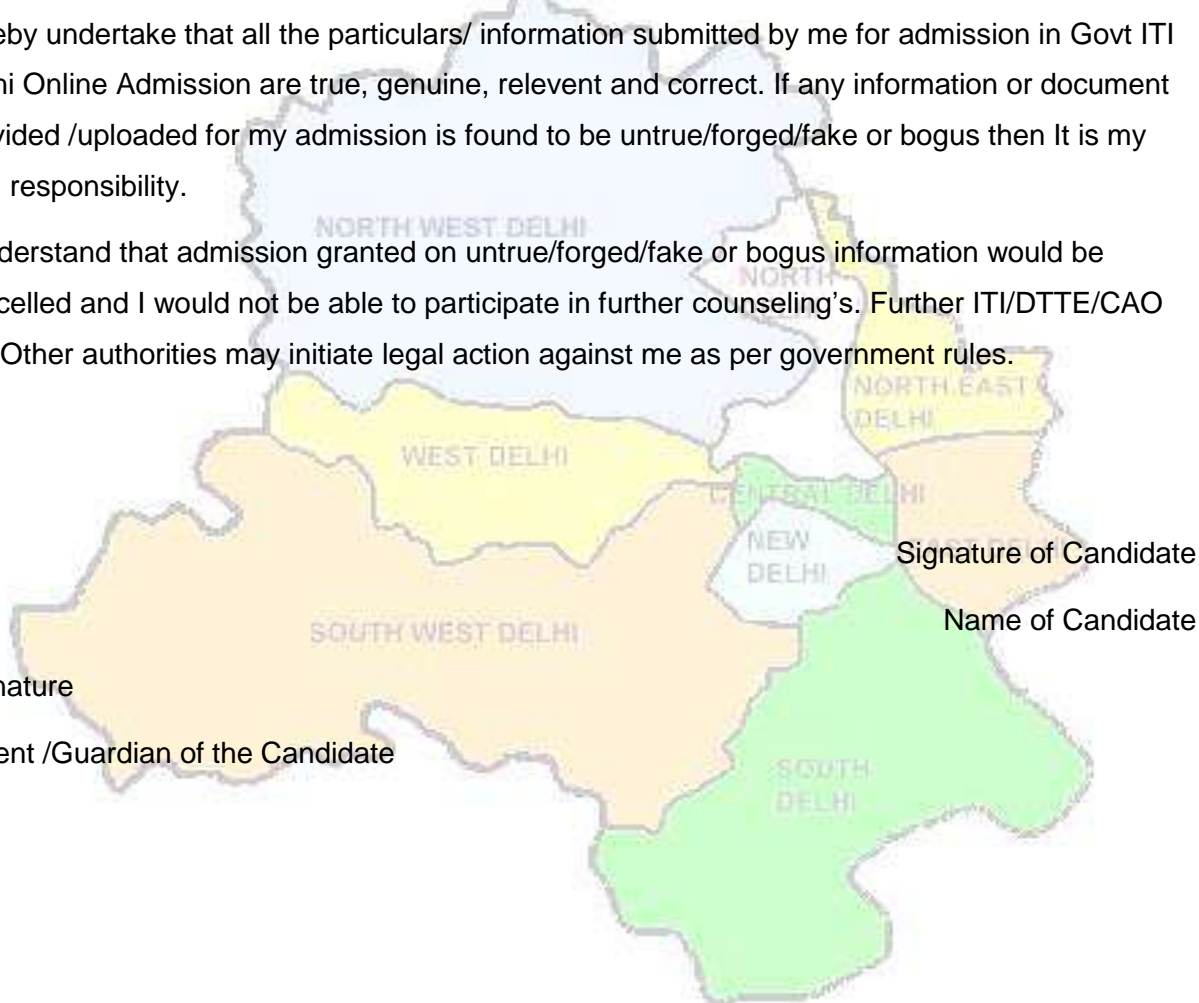 eby undertake that all the particulars/ information submitted by me for admission in Govt ITI
ni Online Admission are true, genuine, relevent and correct. If any information or document
vided /uploaded for my admission is found to be untrue/forged/fake or bogus then It is my
responsibility.
NORTH WEST DELHI
derstand that admission granted on untrue/forged/fake or bogus information would be
NORTH
celled and I would not be able to participate in further counseling’s. Further ITI/DTTE/CAO
Other authorities may initiate legal action against me as per government rules.
NORTH EAST
DELHI
WEST DELHI
CENTRAL DELHI
NEW
DELHI
EAST DELHI
Signature of Candidate
Name of Candidate
SOUTH WEST DELHI
nature
ent /Guardian of the Candidate
SOUTH
DELHI